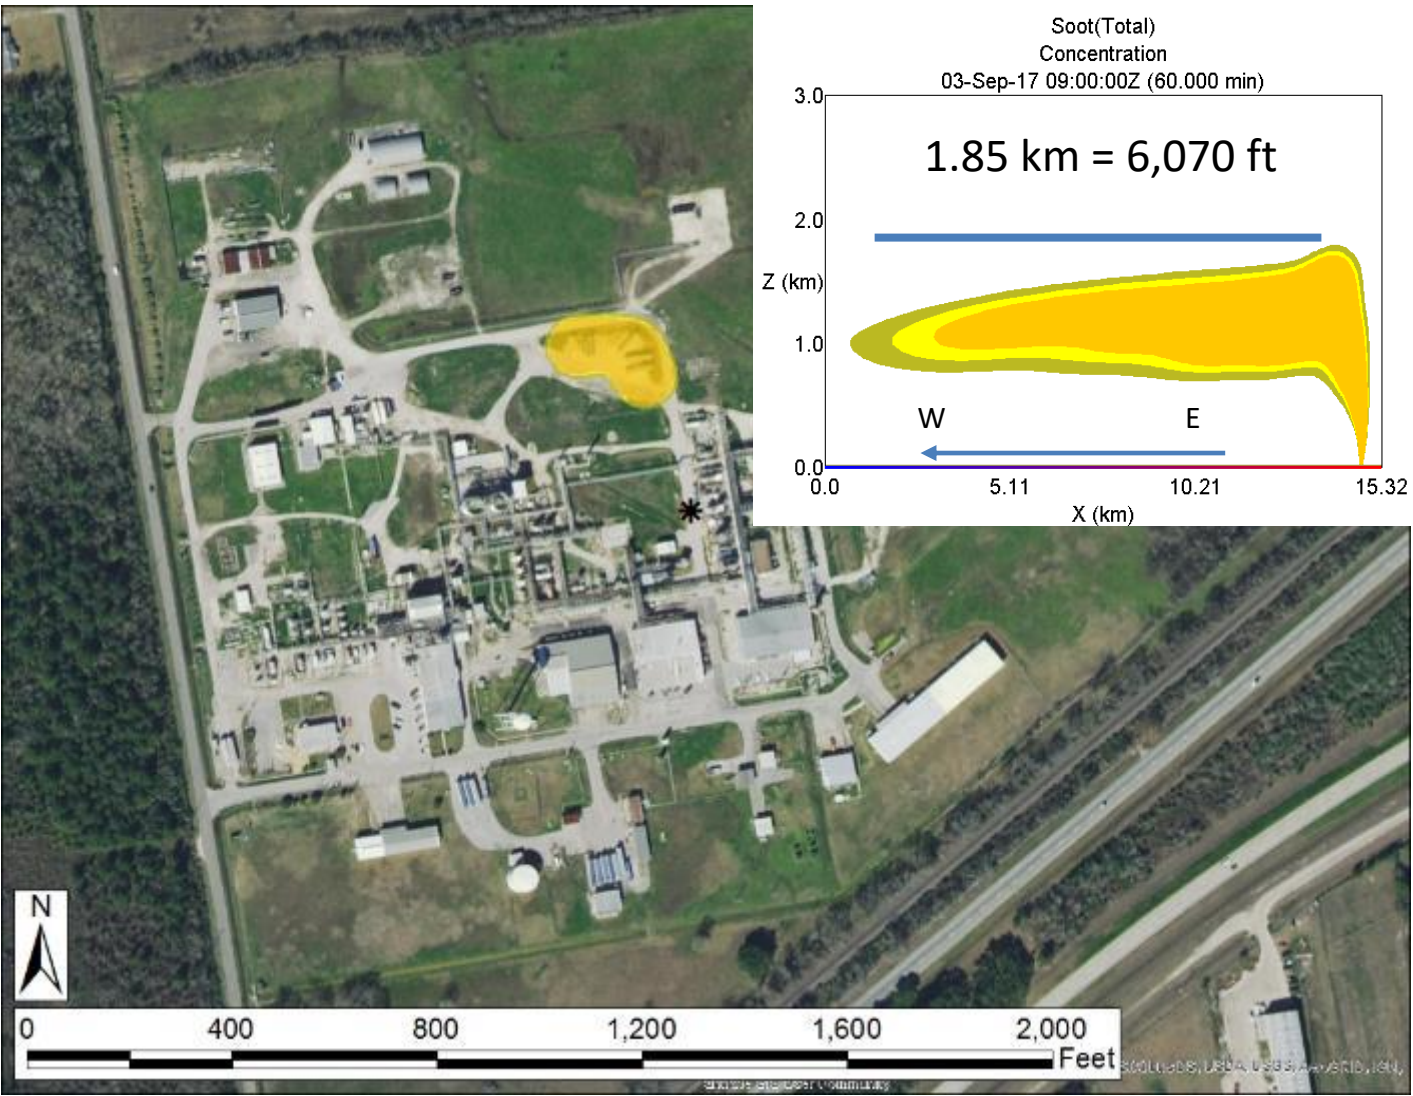 Soot(Total)
Concentration
03-Sep-17 09:00:00Z (60.000 min)
3.0
1.85 km = 6,070 ft
2.0
Z (km)
1.0
W E
0.0
0.0 5.11 10.21 15.32
X (km)
N
0 400 800 1,200 1,600 2,000
Feet
User Community